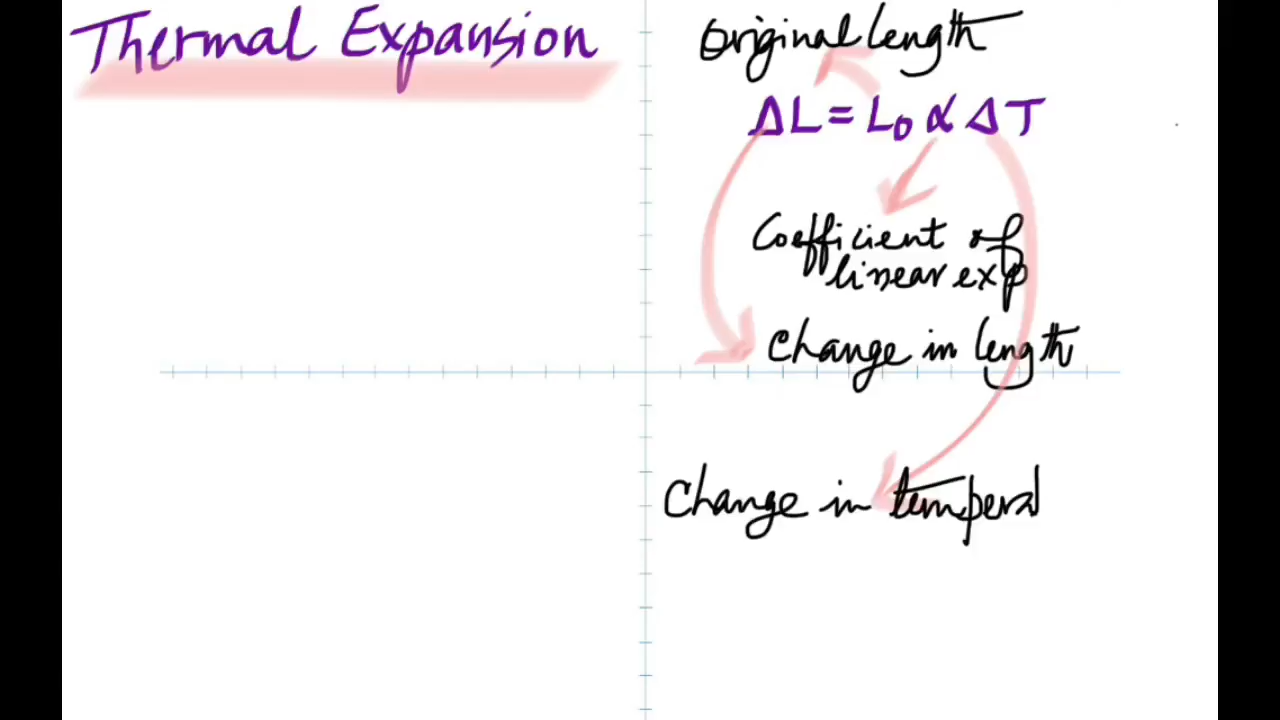 Thermal Expansion
Original length
ΔL = L₀ α ΔT
Coefficient of
linear exp
Change in length
Change in tempera